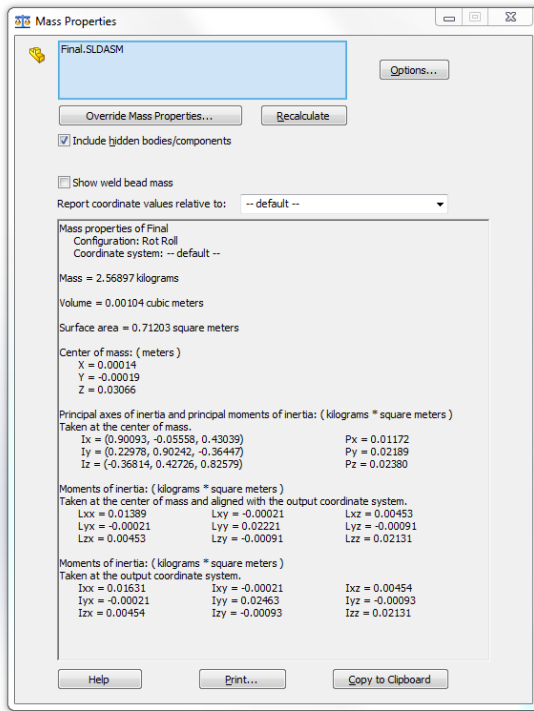 Mass Properties
Final.SLDASM
Options...
Override Mass Properties...
Recalculate
Include hidden bodies/components
Show weld bead mass
Report coordinate values relative to:
-- default --
Mass properties of Final
Configuration: Rot Roll
Coordinate system: -- default --
Mass = 2.56897 kilograms
Volume = 0.00104 cubic meters
Surface area = 0.71203 square meters
Center of mass: ( meters )
X = 0.00014
Y = -0.00019
Z = 0.03066
Principal axes of inertia and principal moments of inertia: ( kilograms * square meters )
Taken at the center of mass.
Ix = (0.90093, -0.05558, 0.43039) Px = 0.01172
Iy = (0.22978, 0.90242, -0.36447) Py = 0.02189
Iz = (-0.36814, 0.42726, 0.82579) Pz = 0.02380
Moments of inertia: ( kilograms * square meters )
Taken at the center of mass and aligned with the output coordinate system.
Lxx = 0.01389 Lxy = -0.00021 Lxz = 0.00453
Lyx = -0.00021 Lyy = 0.02221 Lyz = -0.00091
Lzx = 0.00453 Lzy = -0.00091 Lzz = 0.02131
Moments of inertia: ( kilograms * square meters )
Taken at the output coordinate system.
Ixx = 0.01631 Ixy = -0.00021 Ixz = 0.00454
Iyx = -0.00021 Iyy = 0.02463 Iyz = -0.00093
Izx = 0.00454 Izy = -0.00093 Izz = 0.02131
Help
Print...
Copy to Clipboard